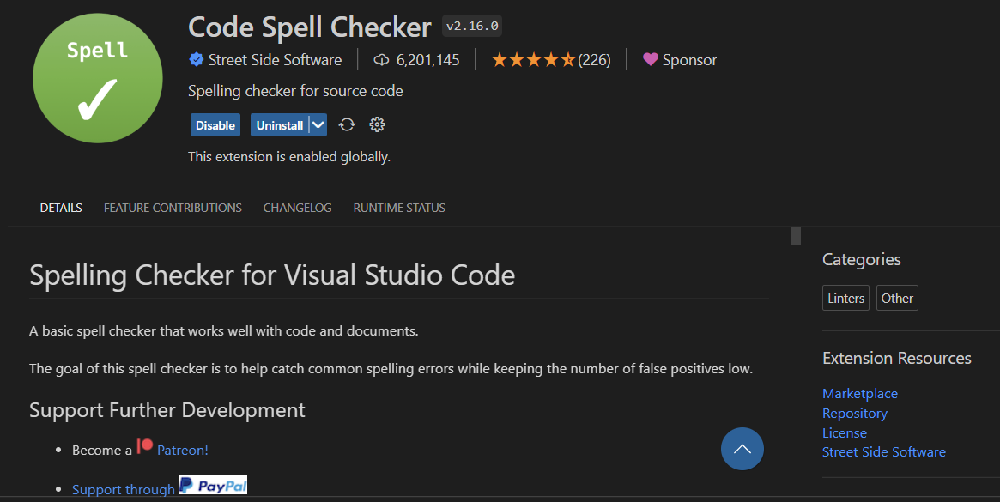 Spell
Code Spell Checker v2.16.0
Street Side Software 6,201,145 (226) Sponsor
Spelling checker for source code
Disable Uninstall
This extension is enabled globally.
DETAILS FEATURE CONTRIBUTIONS CHANGELOG RUNTIME STATUS
Spelling Checker for Visual Studio Code
A basic spell checker that works well with code and documents.
The goal of this spell checker is to help catch common spelling errors while keeping the number of false positives low.
Support Further Development
Become a Patreon!
Support through PayPal
Categories
Linters Other
Extension Resources
Marketplace
Repository
License
Street Side Software